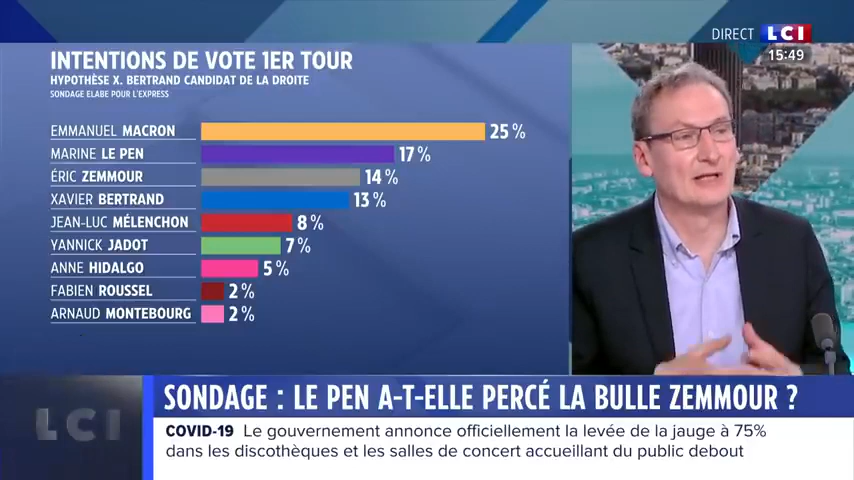 DIRECT LCI
15:49
INTENTIONS DE VOTE 1ER TOUR
HYPOTHÈSE X. BERTRAND CANDIDAT DE LA DROITE
SONDAGE ELABE POUR L'EXPRESS
EMMANUEL MACRON 25 %
MARINE LE PEN 17 %
ÉRIC ZEMMOUR 14 %
XAVIER BERTRAND 13 %
JEAN-LUC MÉLENCHON 8 %
YANNICK JADOT 7 %
ANNE HIDALGO 5 %
FABIEN ROUSSEL 2 %
ARNAUD MONTEBOURG 2 %
LCI
SONDAGE : LE PEN A-T-ELLE PERCÉ LA BULLE ZEMMOUR ?
COVID-19 Le gouvernement annonce officiellement la levée de la jauge à 75%
dans les discothèques et les salles de concert accueillant du public debout